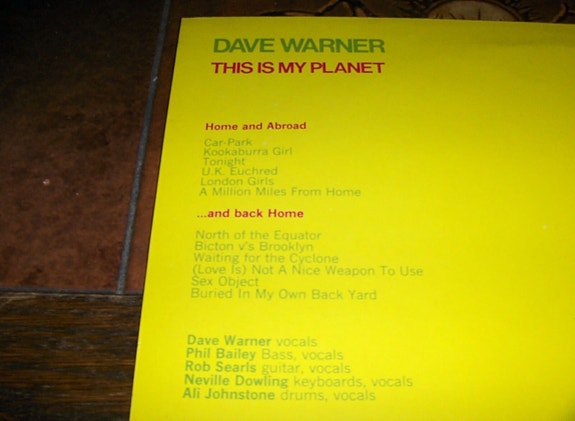 DAVE WARNER
THIS IS MY PLANET
Home and Abroad
Car-Park
Kookaburra Girl
Tonight
U.K. Euchred
London Girls
A Million Miles From Home
...and back Home
North of the Equator
Bicton v's Brooklyn
Waiting for the Cyclone
(Love Is) Not A Nice Weapon To Use
Sex Object
Buried In My Own Back Yard
Dave Warner vocals
Phil Bailey Bass, vocals
Rob Searls guitar, vocals
Neville Dowling keyboards, vocals
Ali Johnstone drums, vocals